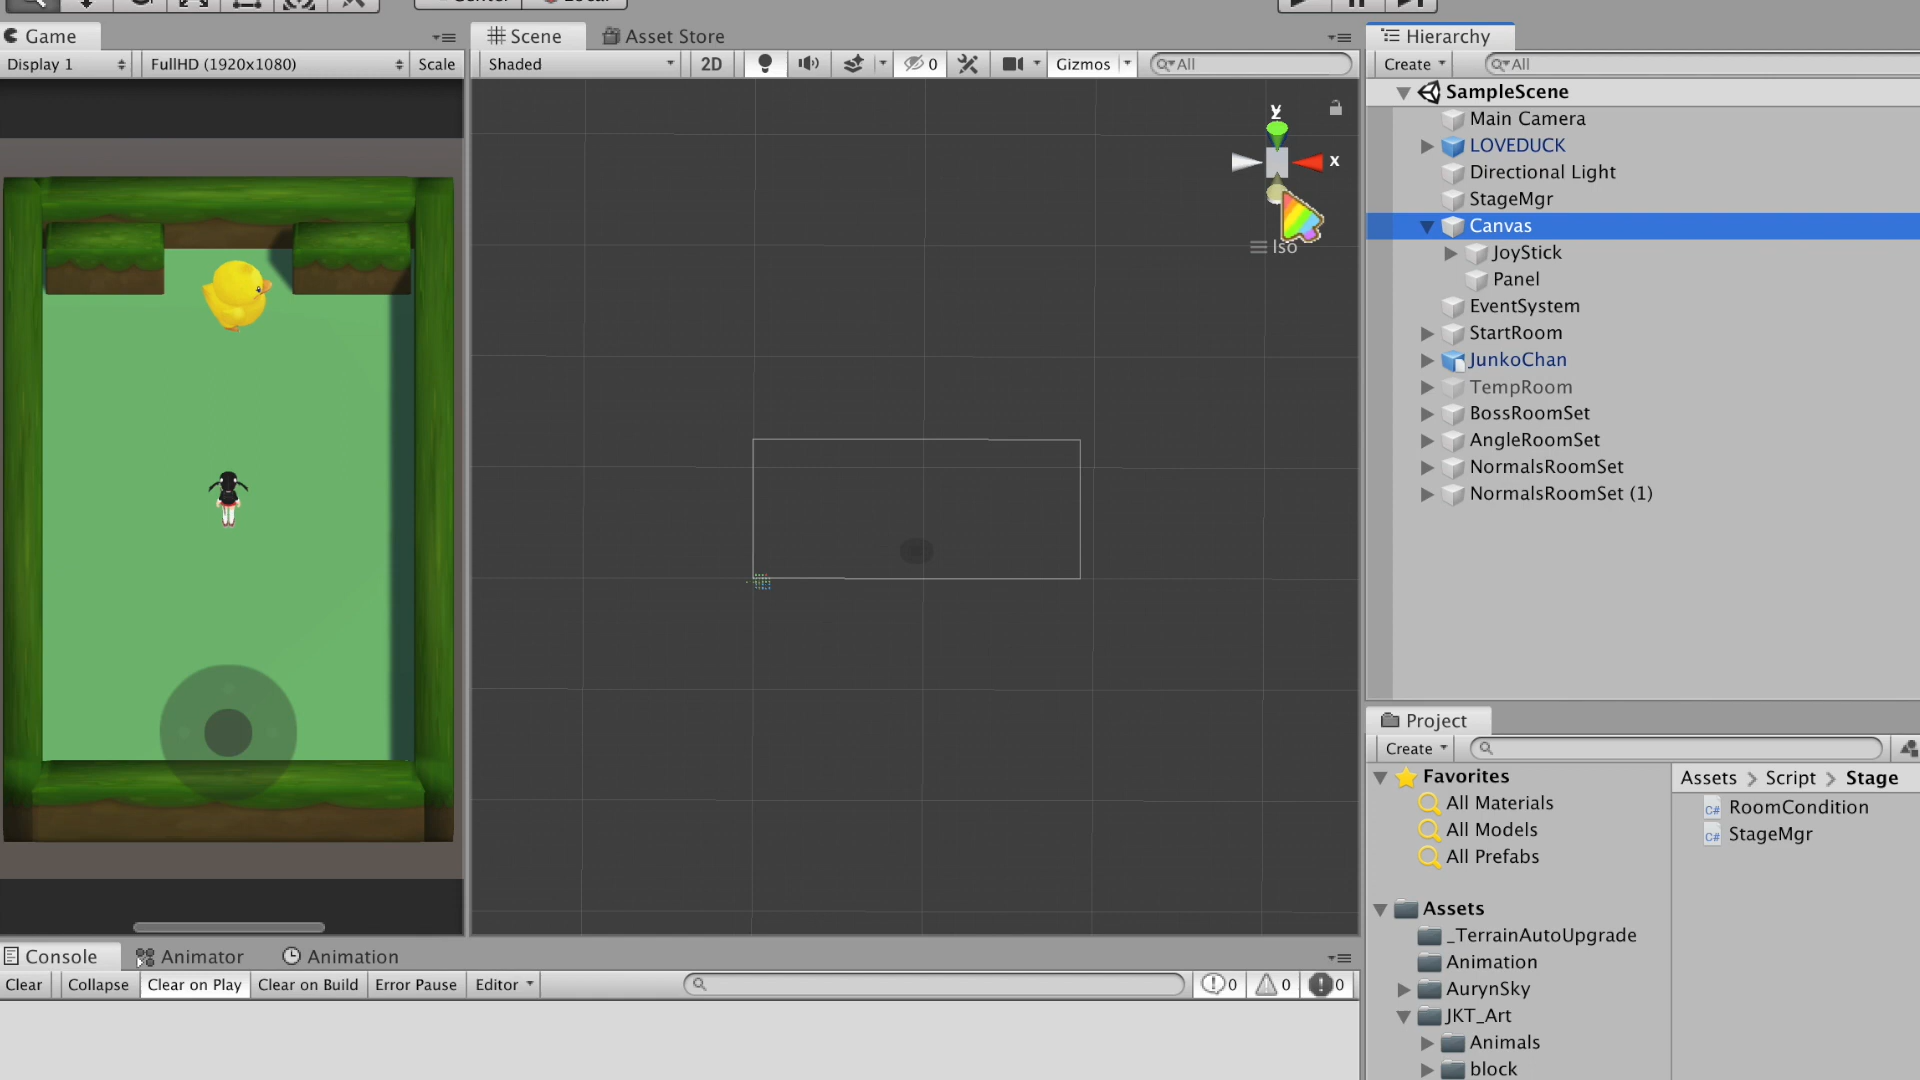 Center
Local
Game
Scene
Asset Store
Hierarchy
Display 1
FullHD (1920x1080)
Scale
Shaded
2D
0
Gizmos
All
Create
All
SampleScene
Main Camera
LOVEDUCK
Directional Light
StageMgr
Canvas
JoyStick
Panel
EventSystem
StartRoom
JunkoChan
TempRoom
BossRoomSet
AngleRoomSet
NormalsRoomSet
NormalsRoomSet (1)
y
x
Iso
Project
Create
Favorites
All Materials
All Models
All Prefabs
Assets
_TerrainAutoUpgrade
Animation
AurynSky
JKT_Art
Animals
block
Assets > Script > Stage
C# RoomCondition
C# StageMgr
Console
Animator
Animation
Clear
Collapse
Clear on Play
Clear on Build
Error Pause
Editor
0
0
0